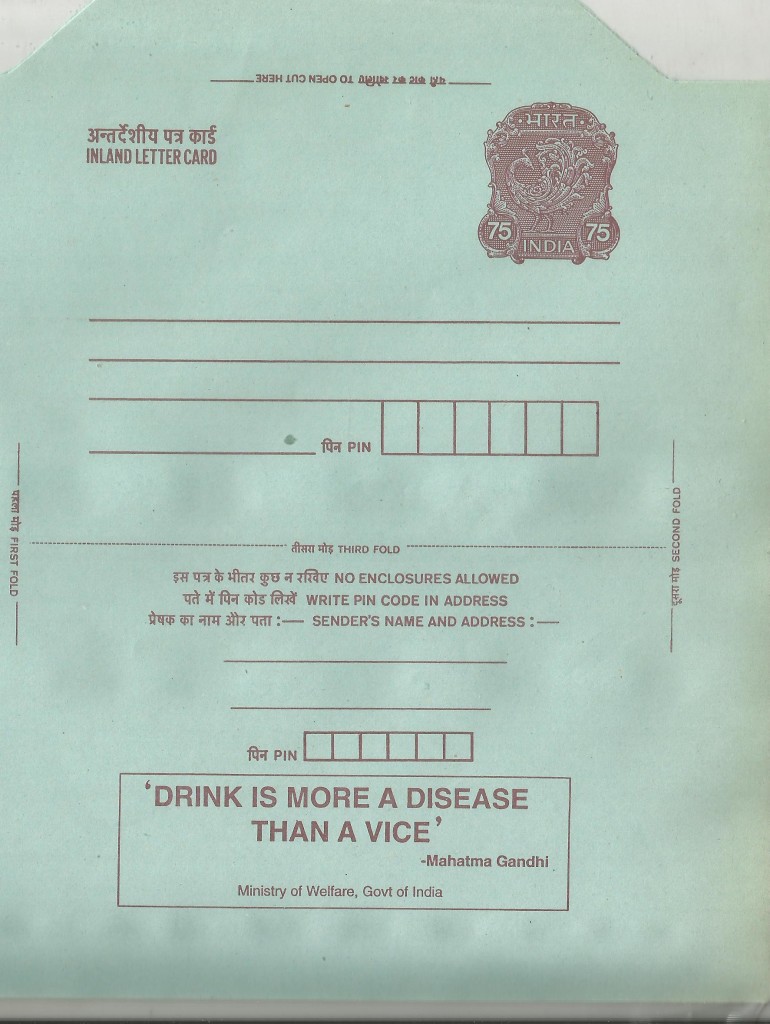 यहाँ काट कर खोलिए TO OPEN CUT HERE
अन्तर्देशीय पत्र कार्ड
INLAND LETTER CARD
भारत
75 75
INDIA
पिन PIN
पहला मोड़ FIRST FOLD
दूसरा मोड़ SECOND FOLD
तीसरा मोड़ THIRD FOLD
इस पत्र के भीतर कुछ न रखिए NO ENCLOSURES ALLOWED
पते में पिन कोड लिखें WRITE PIN CODE IN ADDRESS
प्रेषक का नाम और पता :— SENDER'S NAME AND ADDRESS :—
पिन PIN
‘DRINK IS MORE A DISEASE
THAN A VICE’
-Mahatma Gandhi
Ministry of Welfare, Govt of India